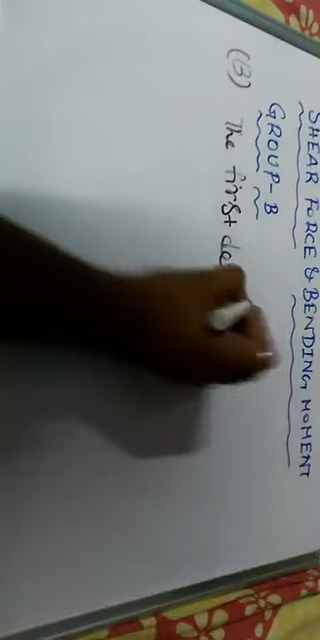 SHEAR FORCE & BENDING MOMENT
GROUP-B
(B) The first de